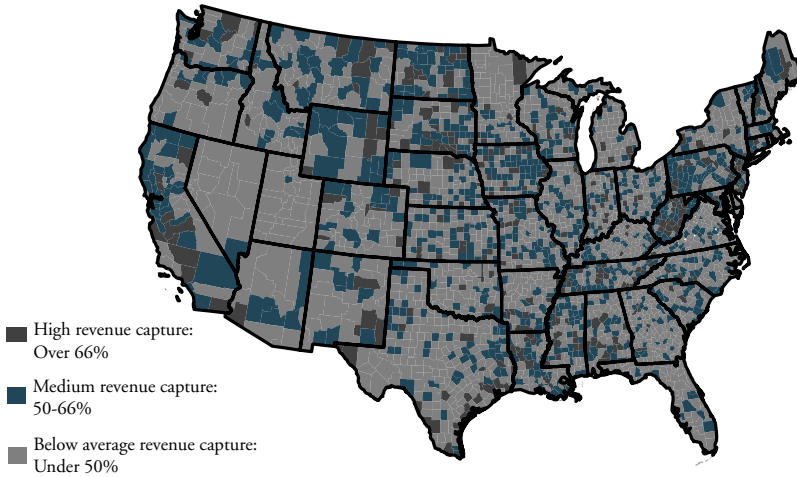 High revenue capture:
Over 66%
Medium revenue capture:
50-66%
Below average revenue capture:
Under 50%